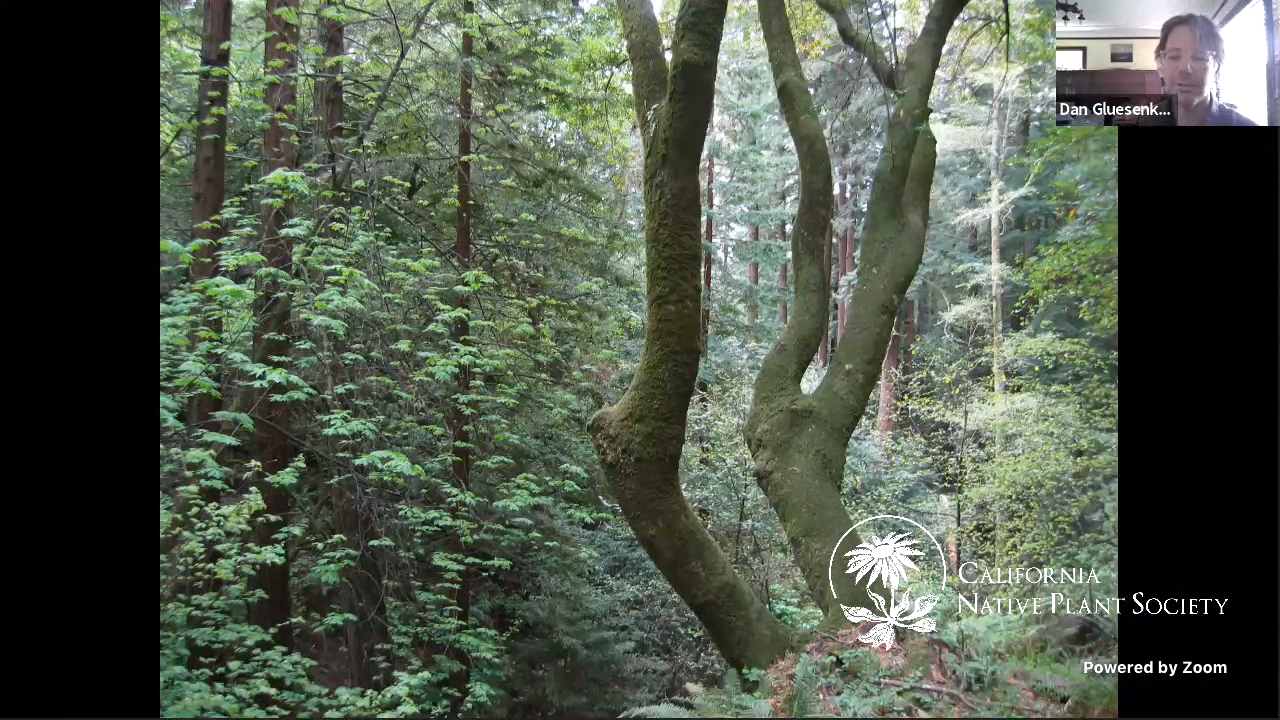 Dan Gluesenk...
CALIFORNIA
NATIVE PLANT SOCIETY
Powered by Zoom